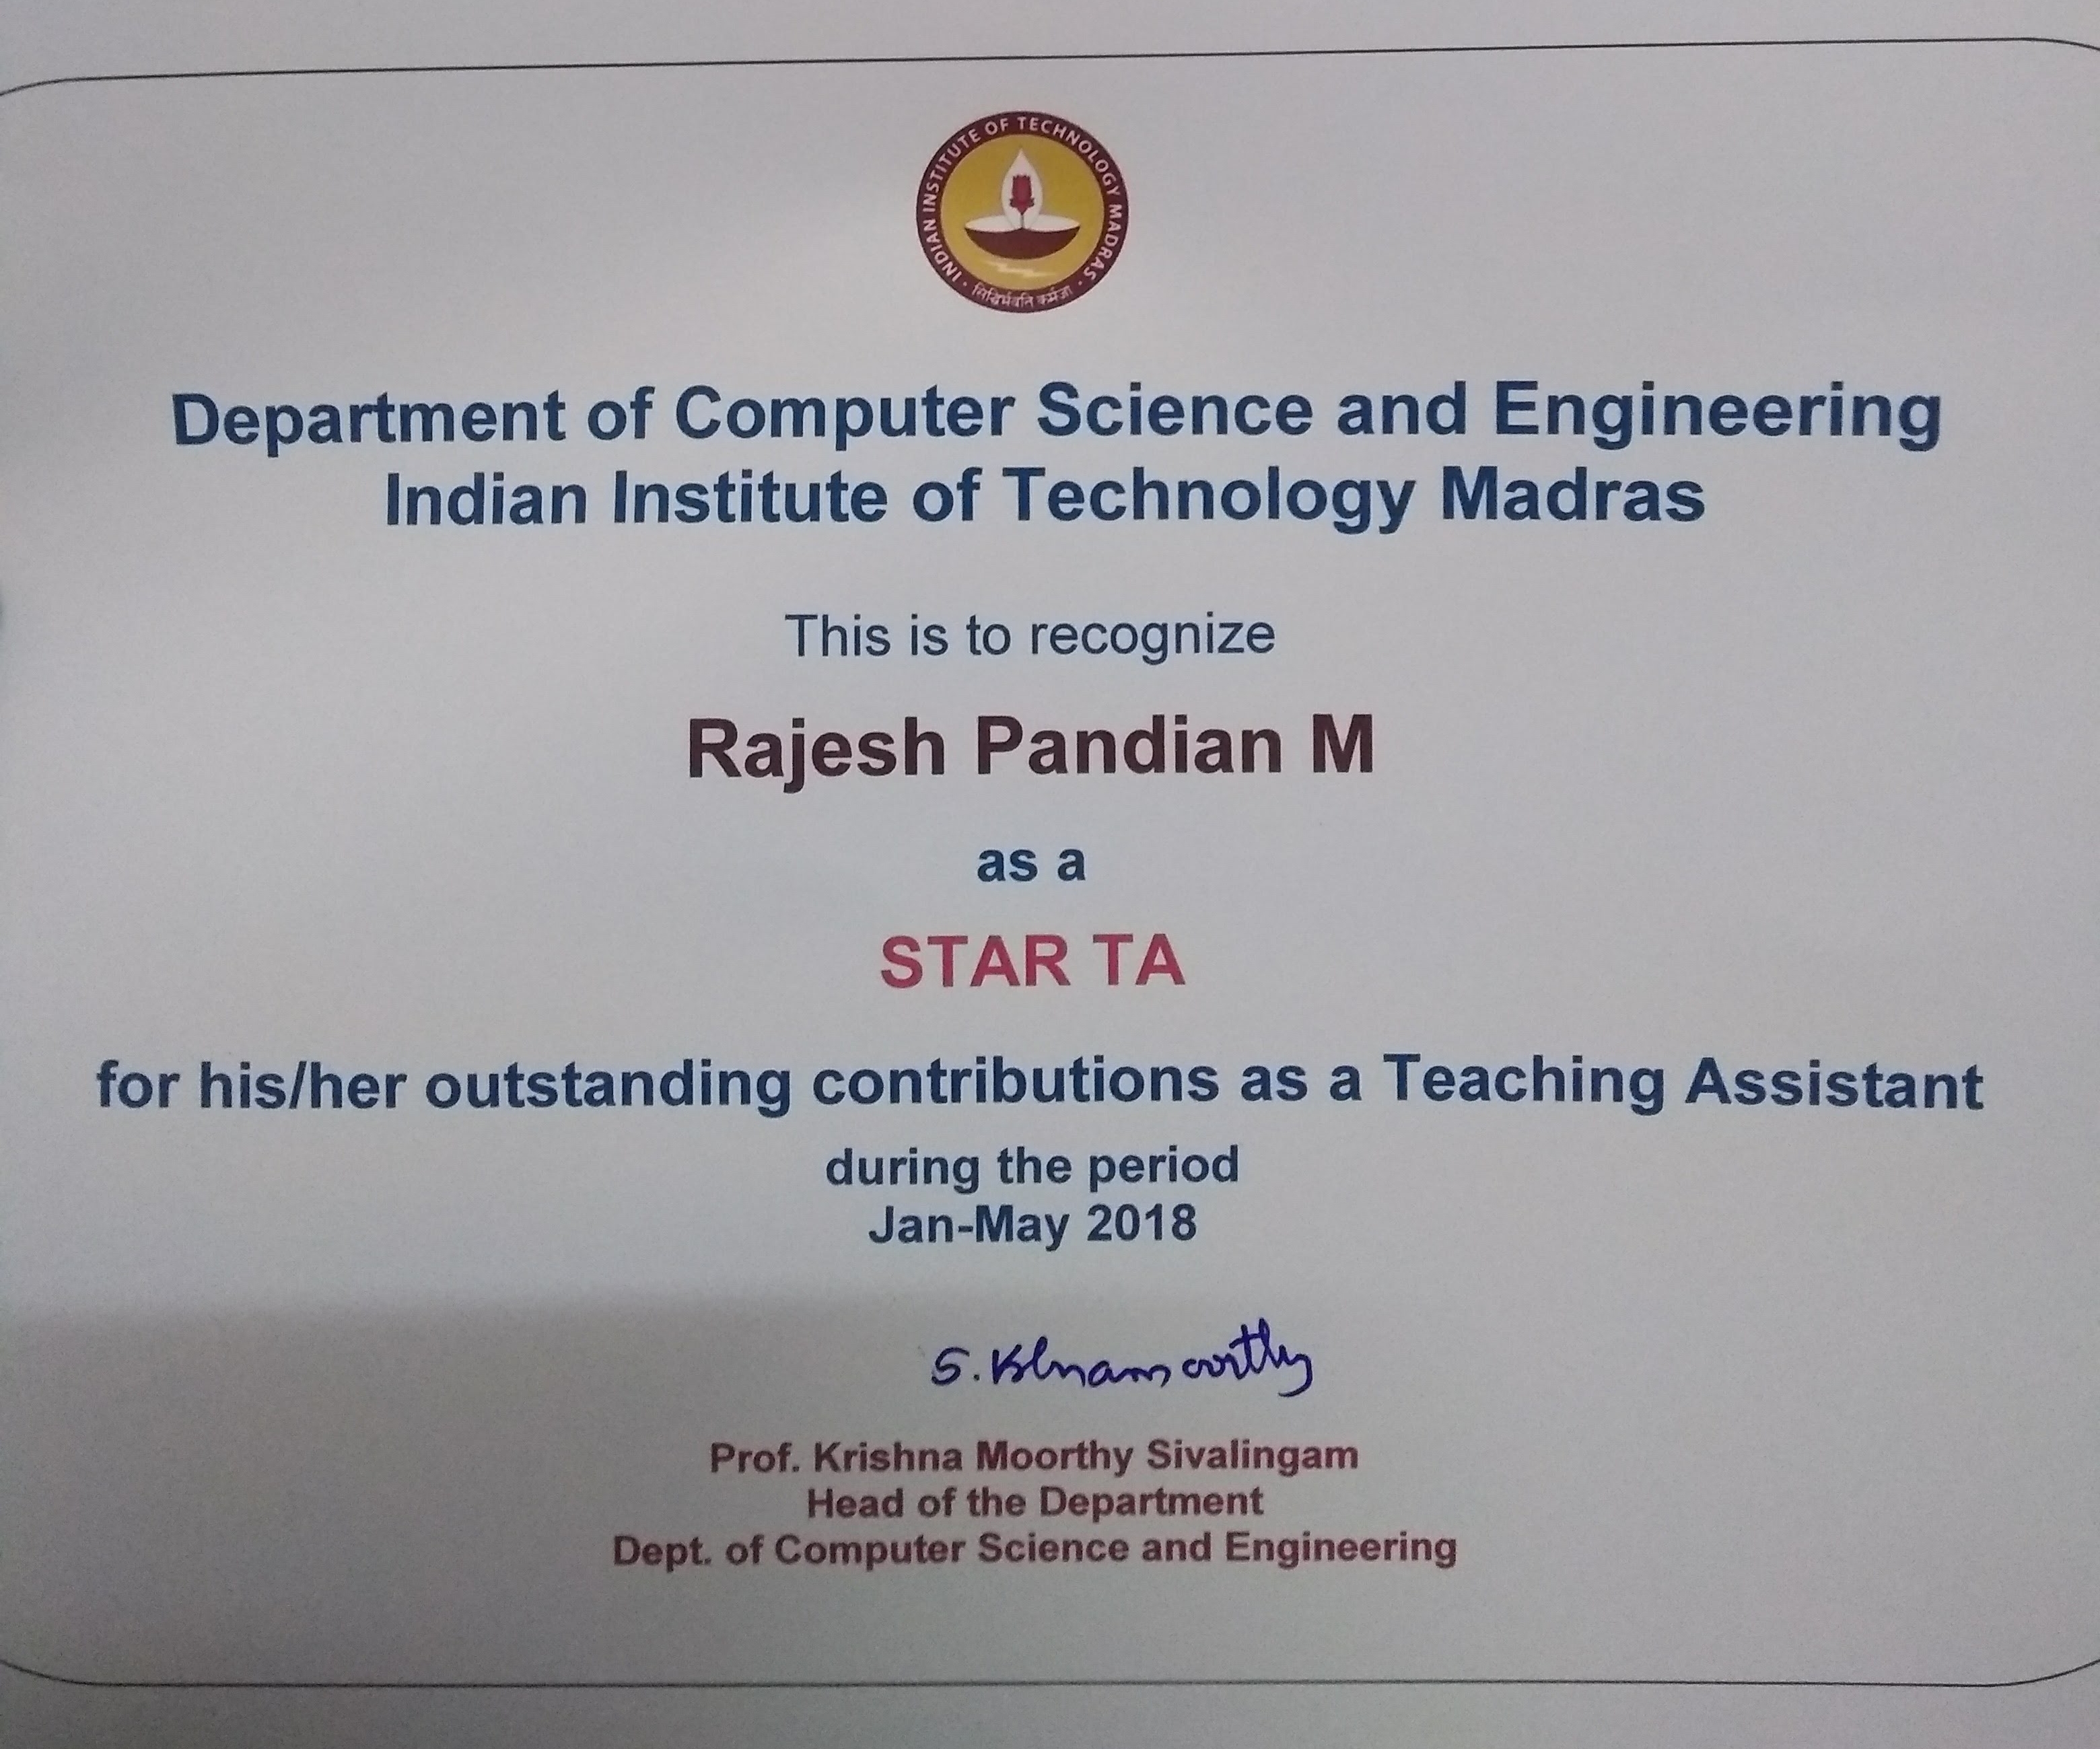 INDIAN INSTITUTE OF TECHNOLOGY MADRAS
सिद्धिर्भवति कर्मजा
Department of Computer Science and Engineering
Indian Institute of Technology Madras
This is to recognize
Rajesh Pandian M
as a
STAR TA
for his/her outstanding contributions as a Teaching Assistant
during the period
Jan-May 2018
S. Krishnamoorthy
Prof. Krishna Moorthy Sivalingam
Head of the Department
Dept. of Computer Science and Engineering